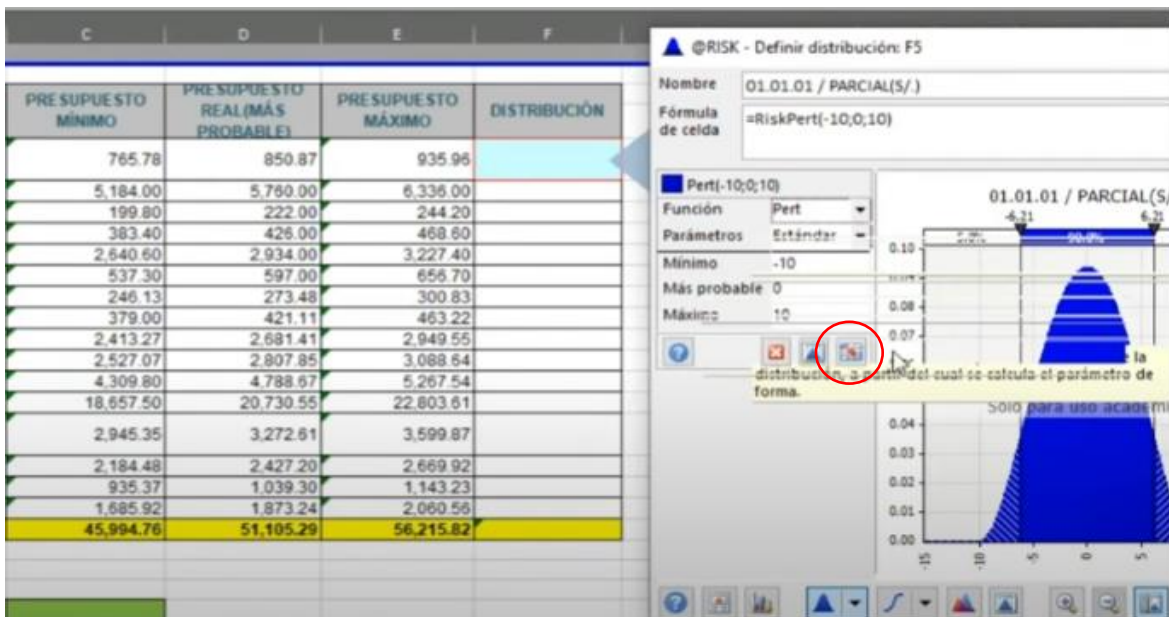 C D E F
PRESUPUESTO MÍNIMO
PRESUPUESTO REAL(MÁS PROBABLE)
PRESUPUESTO MÁXIMO
DISTRIBUCIÓN
765.78 850.87 935.96
5,184.00 5,760.00 6,336.00
199.80 222.00 244.20
383.40 426.00 468.60
2,640.60 2,934.00 3,227.40
537.30 597.00 656.70
246.13 273.48 300.83
379.00 421.11 463.22
2,413.27 2,681.41 2,949.55
2,527.07 2,807.85 3,088.64
4,309.80 4,788.67 5,267.54
18,657.50 20,730.55 22,803.61
2,945.35 3,272.61 3,599.87
2,184.48 2,427.20 2,669.92
935.37 1,039.30 1,143.23
1,685.92 1,873.24 2,060.56
45,994.76 51,105.29 56,215.82
@RISK - Definir distribución: F5
Nombre 01.01.01 / PARCIAL(S/.)
Fórmula de celda =RiskPert(-10;0;10)
Pert(-10;0;10)
Función Pert
Parámetros Estándar
Mínimo -10
Más probable 0
Máximo 10
01.01.01 / PARCIAL(S/
-6.21 6.21
90.0%
0.10
0.08
0.07
e la
distribución, a partir del cual se calcula el parámetro de
forma.
Solo para uso académi
0.04
0.03
0.02
0.01
0.00
-15 -10 -5 0 5